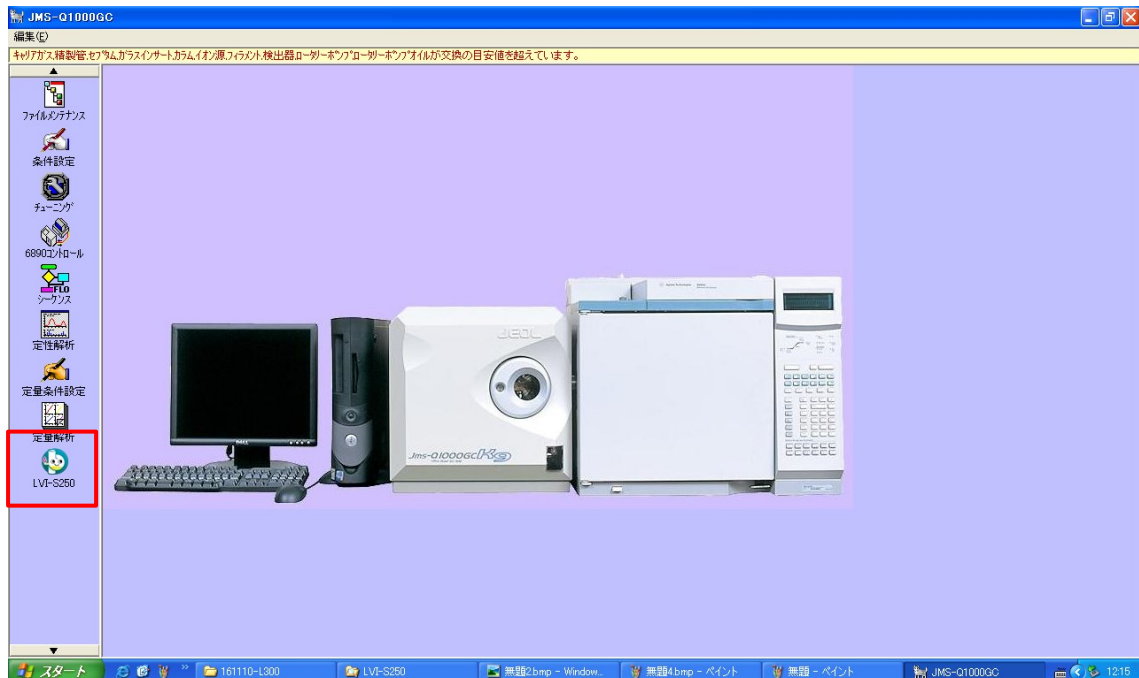 JMS-Q1000GC
編集(E)
キャリアガス,精製管,セプタム,ガラスインサート,カラム,イオン源,フィラメント,検出器,ロータリーポンプ,ロータリーポンプオイルが交換の目安値を超えています。
ファイルメンテナンス
条件設定
チューニング
6890コントロール
FLO
シーケンス
定性解析
定量条件設定
定量解析
LVI-S250
JEOL
DELL
Jms-Q1000GC K9
Agilent Technologies
スタート
161110-L300
LVI-S250
無題2.bmp - Window...
無題4.bmp - ペイント
無題 - ペイント
JMS-Q1000GC
12:15